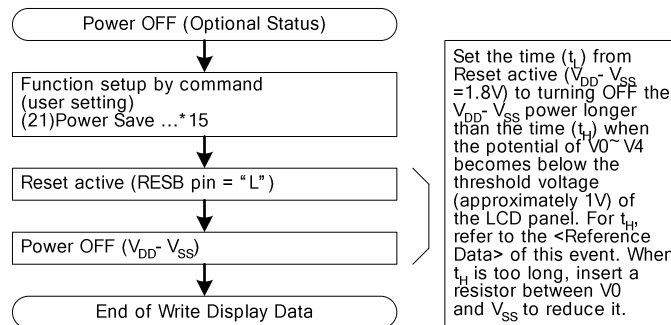 Power OFF (Optional Status)
Function setup by command
(user setting)
(21)Power Save ...*15
Reset active (RESB pin = “L”)
Power OFF (VDD- VSS)
End of Write Display Data
Set the time (tL) from
Reset active (VDD- VSS
=1.8V) to turning OFF the
VDD- VSS power longer
than the time (tH) when
the potential of V0~ V4
becomes below the
threshold voltage
(approximately 1V) of
the LCD panel. For tH,
refer to the <Reference
Data> of this event. When
tH is too long, insert a
resistor between V0
and VSS to reduce it.